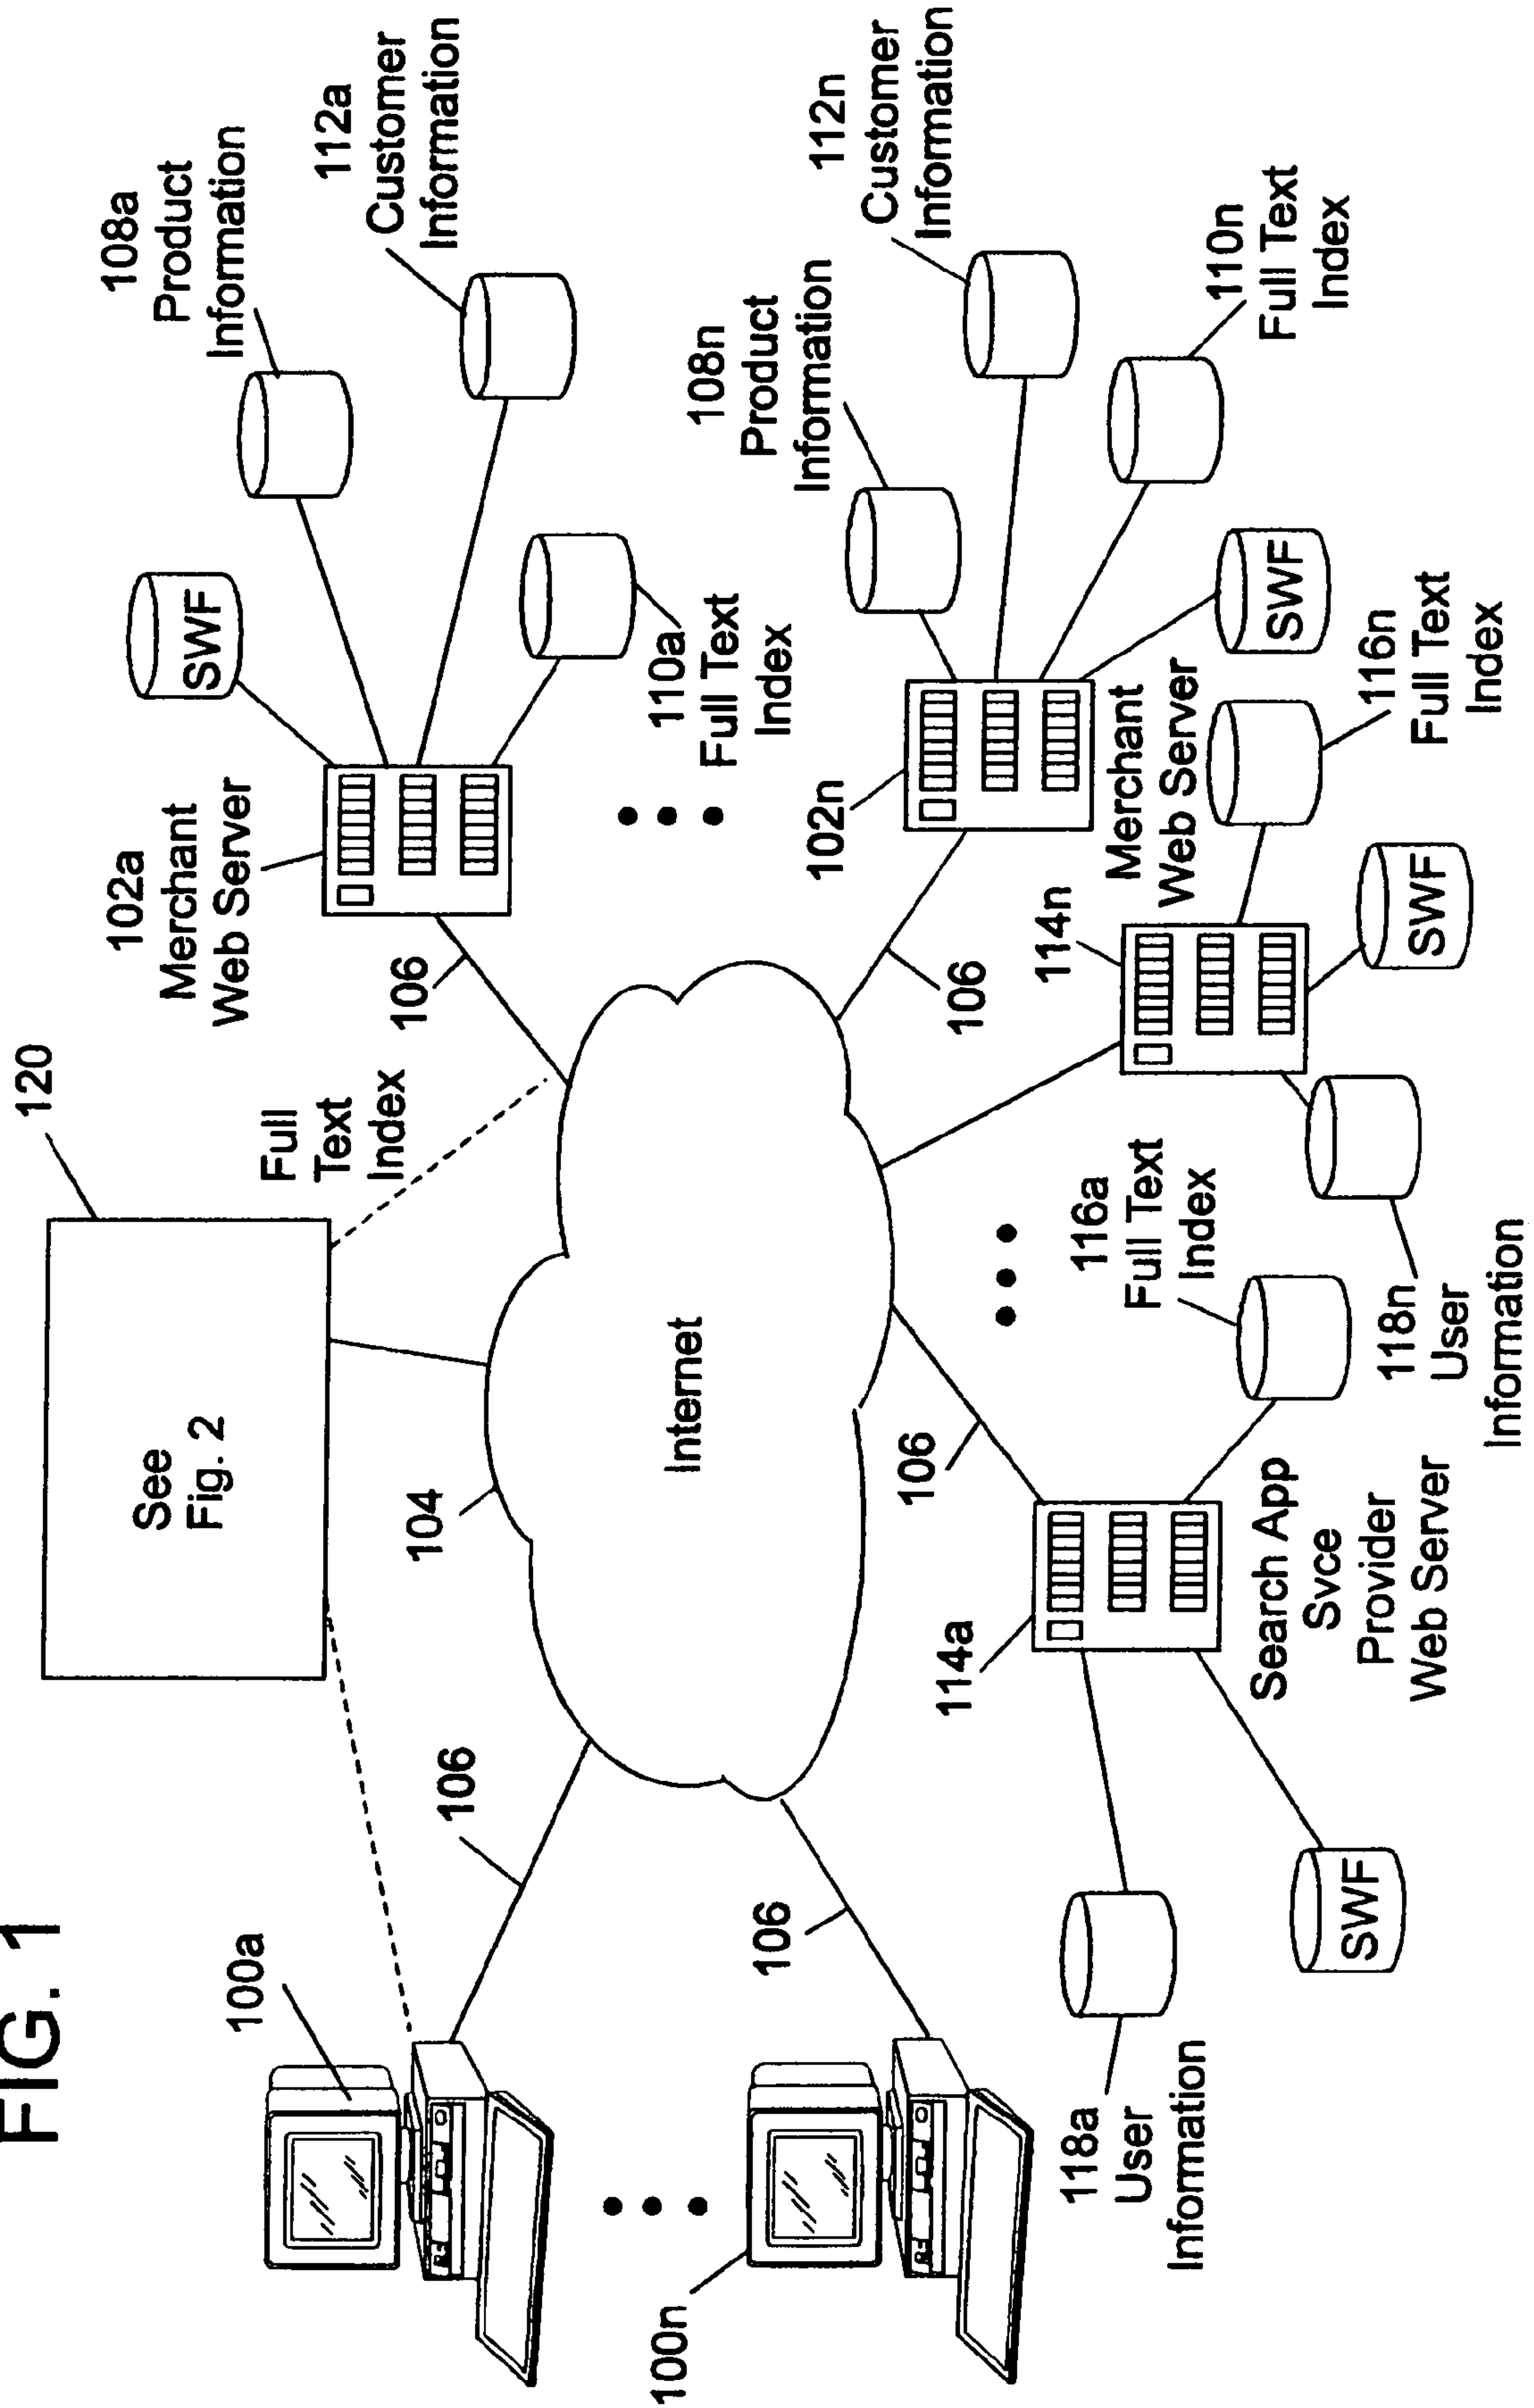 FIG. 1
120
See
Fig. 2
Full
Text
Index
100a
106
104
Internet
102a
Merchant
Web Server
106
SWF
108a
Product
Information
112a
Customer
Information
110a
Full Text
Index
100n
106
108n
Product
Information
112n
Customer
Information
102n
Merchant
Web Server
106
110n
Full Text
Index
SWF
114n
116n
Full Text
Index
SWF
118n
User
Information
106
116a
Full Text
Index
114a
Search App
Svce
Provider
Web Server
118a
User
Information
SWF